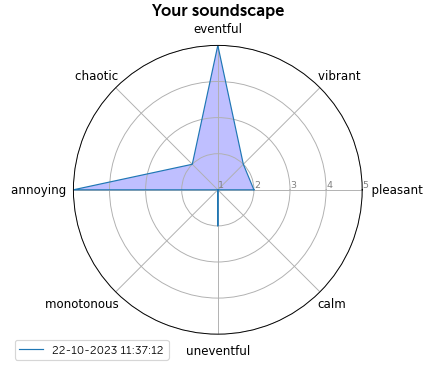 Your soundscape
eventful
chaotic
vibrant
annoying
1
2
3
4
5
pleasant
monotonous
calm
22-10-2023 11:37:12
uneventful